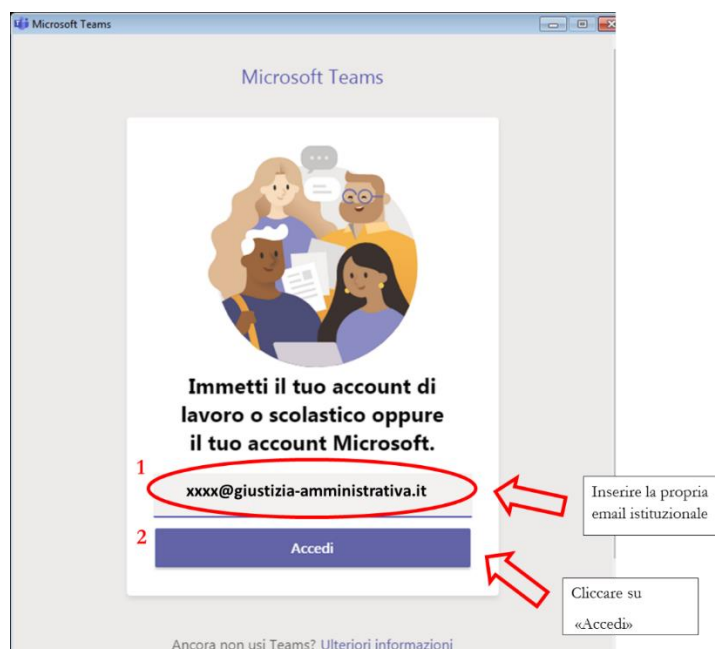 Microsoft Teams
Microsoft Teams
Immetti il tuo account di
lavoro o scolastico oppure
il tuo account Microsoft.
1
xxxx@giustizia-amministrativa.it
Inserire la propria
email istituzionale
2
Accedi
Cliccare su
«Accedi»
Ancora non usi Teams? Ulteriori informazioni